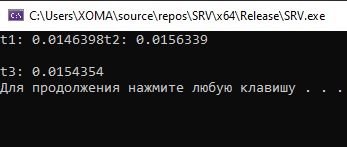 C:\Users\XOMA\source\repos\SRV\x64\Release\SRV.exe
t1: 0.0146398t2: 0.0156339
t3: 0.0154354
Для продолжения нажмите любую клавишу . . .